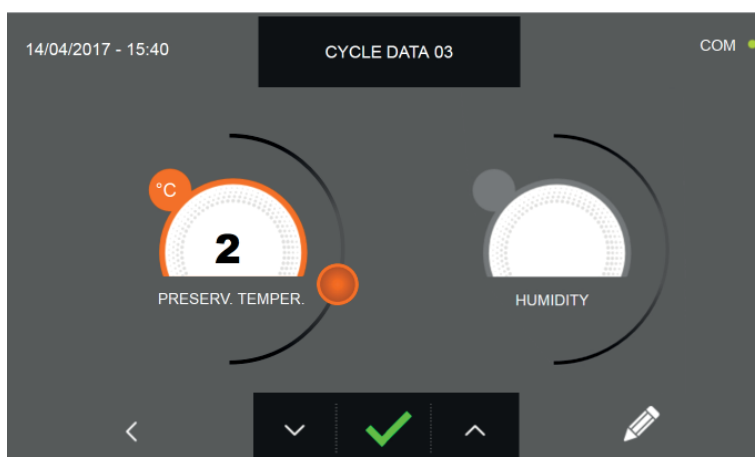 14/04/2017 - 15:40
CYCLE DATA 03
COM
°C
2
PRESERV. TEMPER.
HUMIDITY